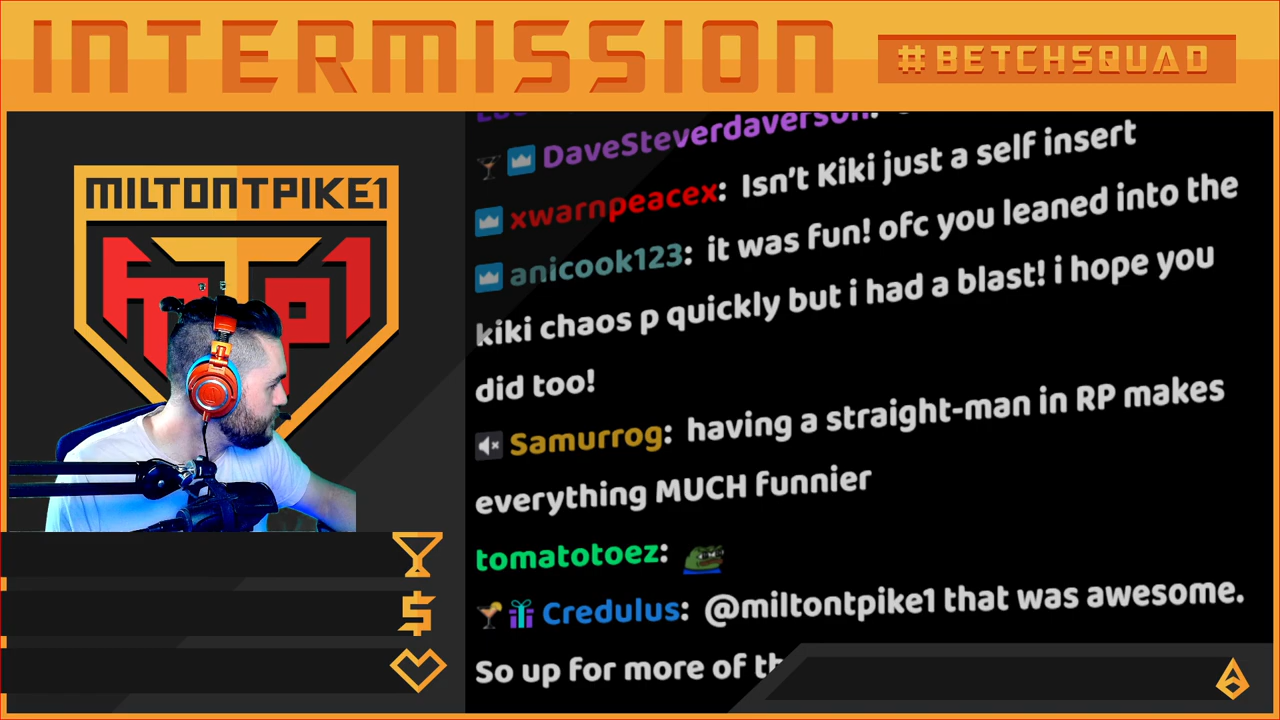 INTERMISSION
#BETCHSQUAD
MILTONTPIKE1
DaveSteverdaverson:
xwarnpeacex: Isn't Kiki just a self insert
anicook123: it was fun! ofc you leaned into the
kiki chaos p quickly but i had a blast! i hope you
did too!
Samurrog: having a straight-man in RP makes
everything MUCH funnier
tomatotoez:
Credulus: @miltontpike1 that was awesome.
So up for more of